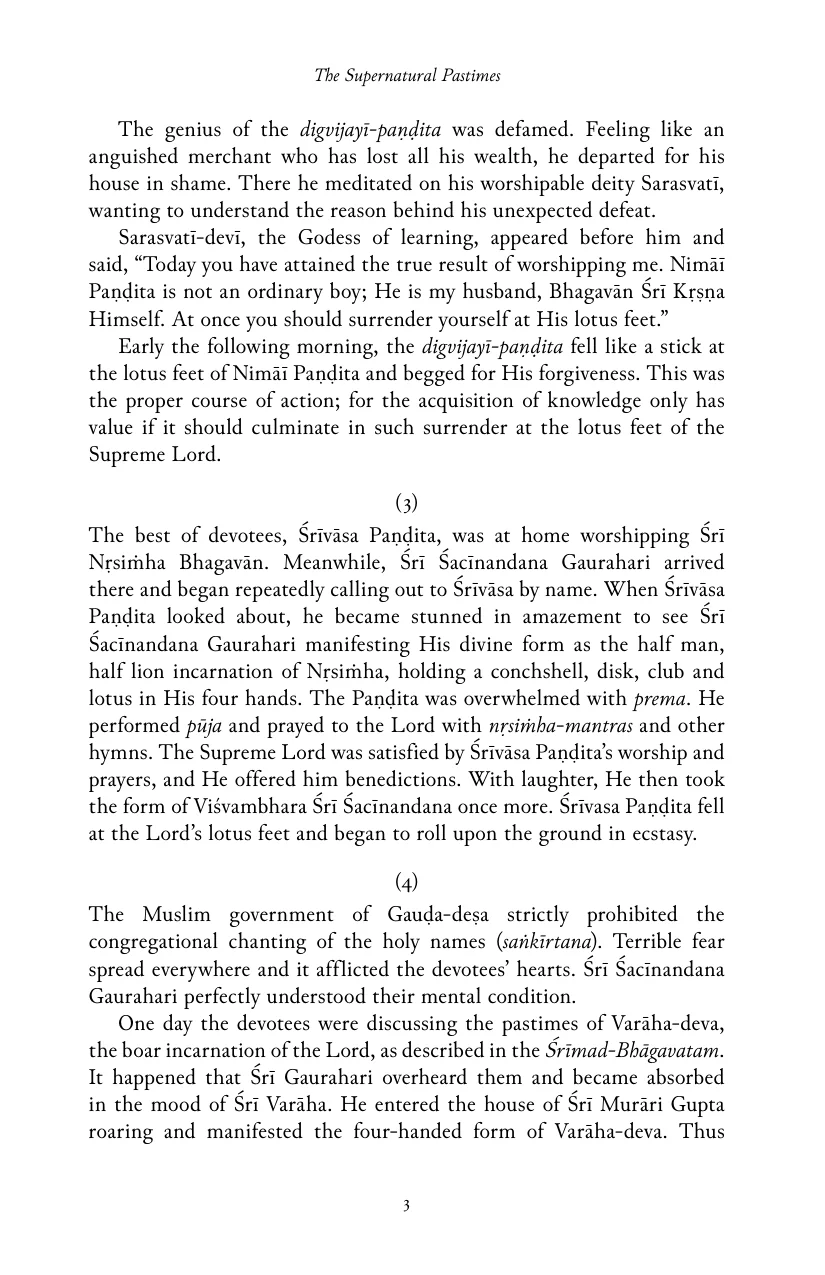 The Supernatural Pastimes
The genius of the digvijayī-paṇḍita was defamed. Feeling like an
anguished merchant who has lost all his wealth, he departed for his
house in shame. There he meditated on his worshipable deity Sarasvatī,
wanting to understand the reason behind his unexpected defeat.
Sarasvatī-devī, the Godess of learning, appeared before him and
said, “Today you have attained the true result of worshipping me. Nimāī
Paṇḍita is not an ordinary boy; He is my husband, Bhagavān Śrī Kṛṣṇa
Himself. At once you should surrender yourself at His lotus feet.”
Early the following morning, the digvijayī-paṇḍita fell like a stick at
the lotus feet of Nimāī Paṇḍita and begged for His forgiveness. This was
the proper course of action; for the acquisition of knowledge only has
value if it should culminate in such surrender at the lotus feet of the
Supreme Lord.
(3)
The best of devotees, Śrīvāsa Paṇḍita, was at home worshipping Śrī
Nṛsiṁha Bhagavān. Meanwhile, Śrī Śacīnandana Gaurahari arrived
there and began repeatedly calling out to Śrīvāsa by name. When Śrīvāsa
Paṇḍita looked about, he became stunned in amazement to see Śrī
Śacīnandana Gaurahari manifesting His divine form as the half man,
half lion incarnation of Nṛsiṁha, holding a conchshell, disk, club and
lotus in His four hands. The Paṇḍita was overwhelmed with prema. He
performed pūja and prayed to the Lord with nṛsiṁha-mantras and other
hymns. The Supreme Lord was satisfied by Śrīvāsa Paṇḍita’s worship and
prayers, and He offered him benedictions. With laughter, He then took
the form of Viśvambhara Śrī Śacīnandana once more. Śrīvasa Paṇḍita fell
at the Lord’s lotus feet and began to roll upon the ground in ecstasy.
(4)
The Muslim government of Gauḍa-deṣa strictly prohibited the
congregational chanting of the holy names (saṅkīrtana). Terrible fear
spread everywhere and it afflicted the devotees’ hearts. Śrī Śacīnandana
Gaurahari perfectly understood their mental condition.
One day the devotees were discussing the pastimes of Varāha-deva,
the boar incarnation of the Lord, as described in the Śrīmad-Bhāgavatam.
It happened that Śrī Gaurahari overheard them and became absorbed
in the mood of Śrī Varāha. He entered the house of Śrī Murāri Gupta
roaring and manifested the four-handed form of Varāha-deva. Thus
3